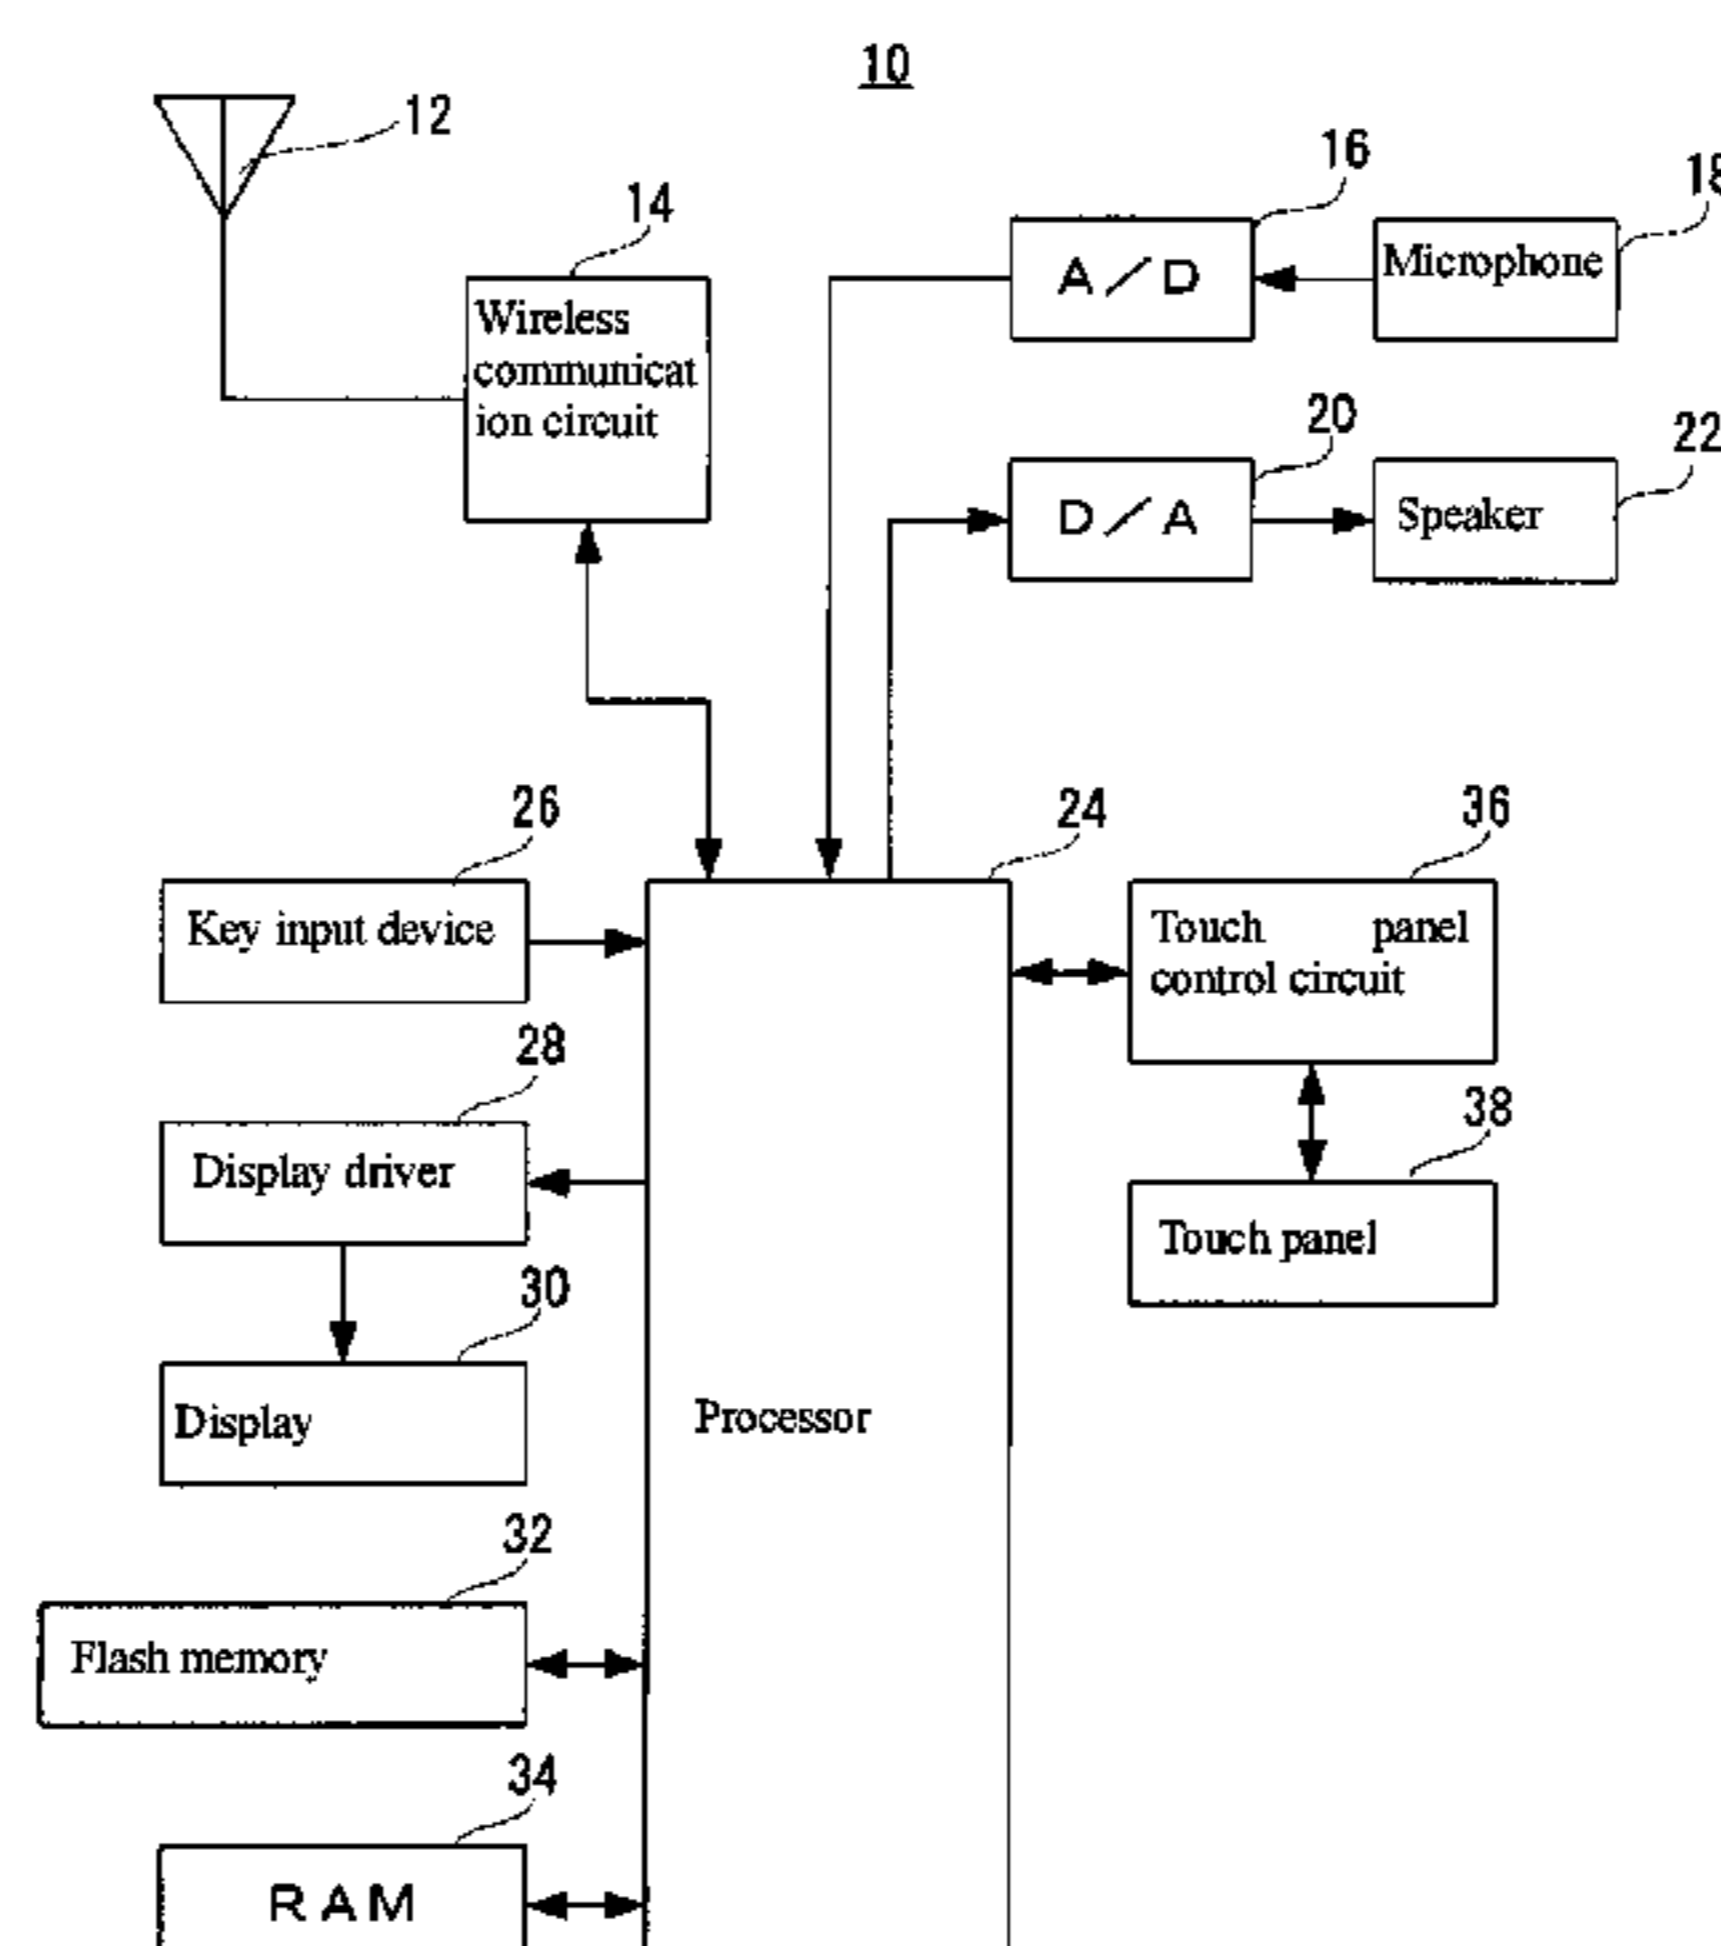 10
12
14
Wireless
communicat
ion circuit
16
A／D
18
Microphone
20
D／A
22
Speaker
26
Key input device
24
36
Touch panel
control circuit
28
Display driver
38
Touch panel
30
Display
Processor
32
Flash memory
34
RAM